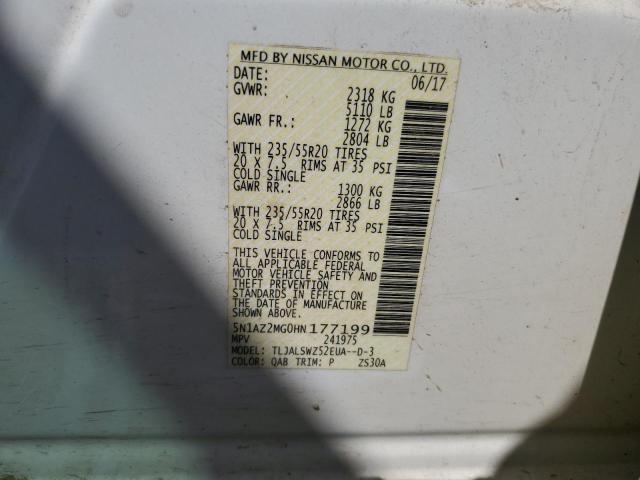 MFD BY NISSAN MOTOR CO., LTD.
DATE: 06/17
GVWR: 2318 KG
5110 LB
GAWR FR.: 1272 KG
2804 LB
WITH 235/55R20 TIRES
20 X 7.5 RIMS AT 35 PSI
COLD SINGLE
GAWR RR.: 1300 KG
2866 LB
WITH 235/55R20 TIRES
20 X 7.5 RIMS AT 35 PSI
COLD SINGLE
THIS VEHICLE CONFORMS TO
ALL APPLICABLE FEDERAL
MOTOR VEHICLE SAFETY AND
THEFT PREVENTION
STANDARDS IN EFFECT ON
THE DATE OF MANUFACTURE
SHOWN ABOVE.
5N1AZ2MG0HN177199
MPV 241975
MODEL: TLJALSWZ52EUA--D-3
COLOR: QAB TRIM: P ZS30A